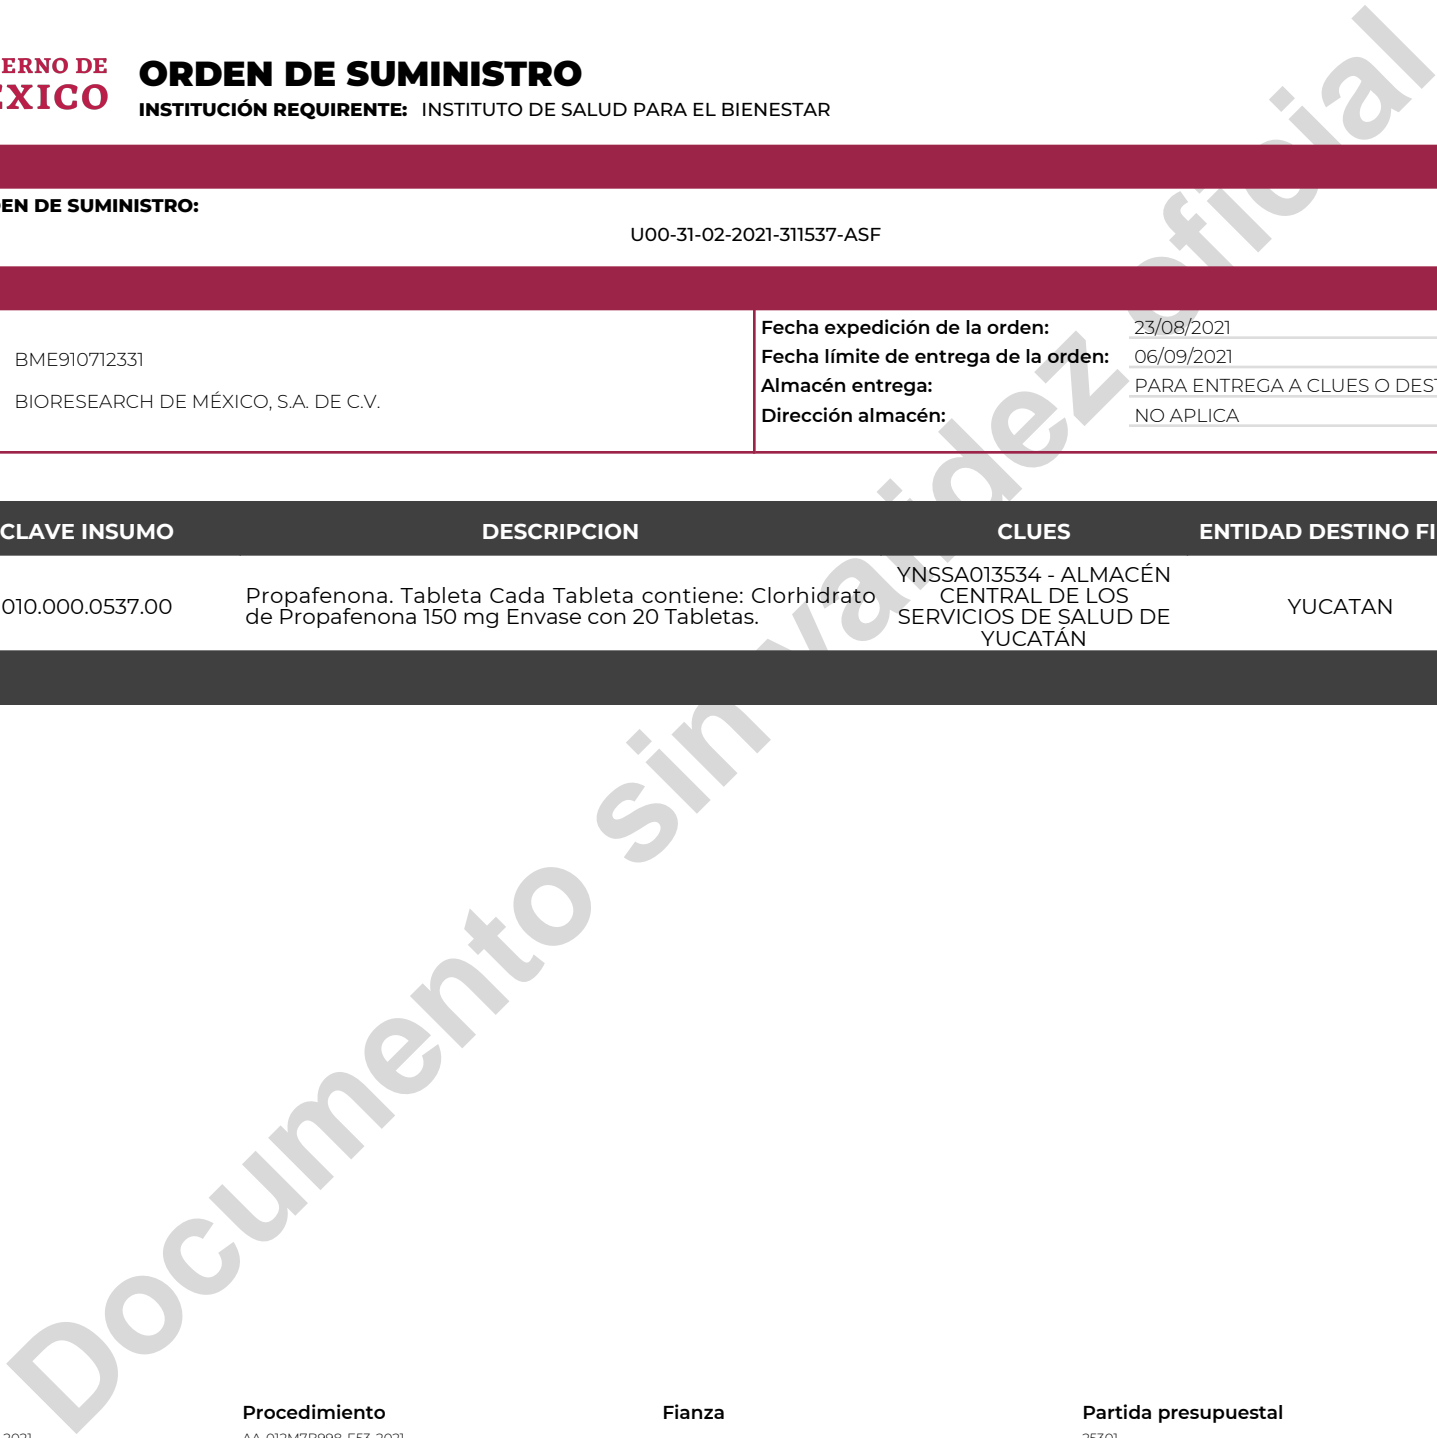 ERNO DE
ÉXICO
ORDEN DE SUMINISTRO
INSTITUCIÓN REQUIRENTE: INSTITUTO DE SALUD PARA EL BIENESTAR
EN DE SUMINISTRO:
U00-31-02-2021-311537-ASF
BME910712331
BIORESEARCH DE MÉXICO, S.A. DE C.V.
Fecha expedición de la orden: 23/08/2021
Fecha límite de entrega de la orden: 06/09/2021
Almacén entrega: PARA ENTREGA A CLUES O DEST
Dirección almacén: NO APLICA
CLAVE INSUMO DESCRIPCION CLUES ENTIDAD DESTINO FI
010.000.0537.00
Propafenona. Tableta Cada Tableta contiene: Clorhidrato
de Propafenona 150 mg Envase con 20 Tabletas.
YNSSA013534 - ALMACÉN
CENTRAL DE LOS
SERVICIOS DE SALUD DE
YUCATÁN
YUCATAN
Documento sin validez oficial
Procedimiento Fianza Partida presupuestal